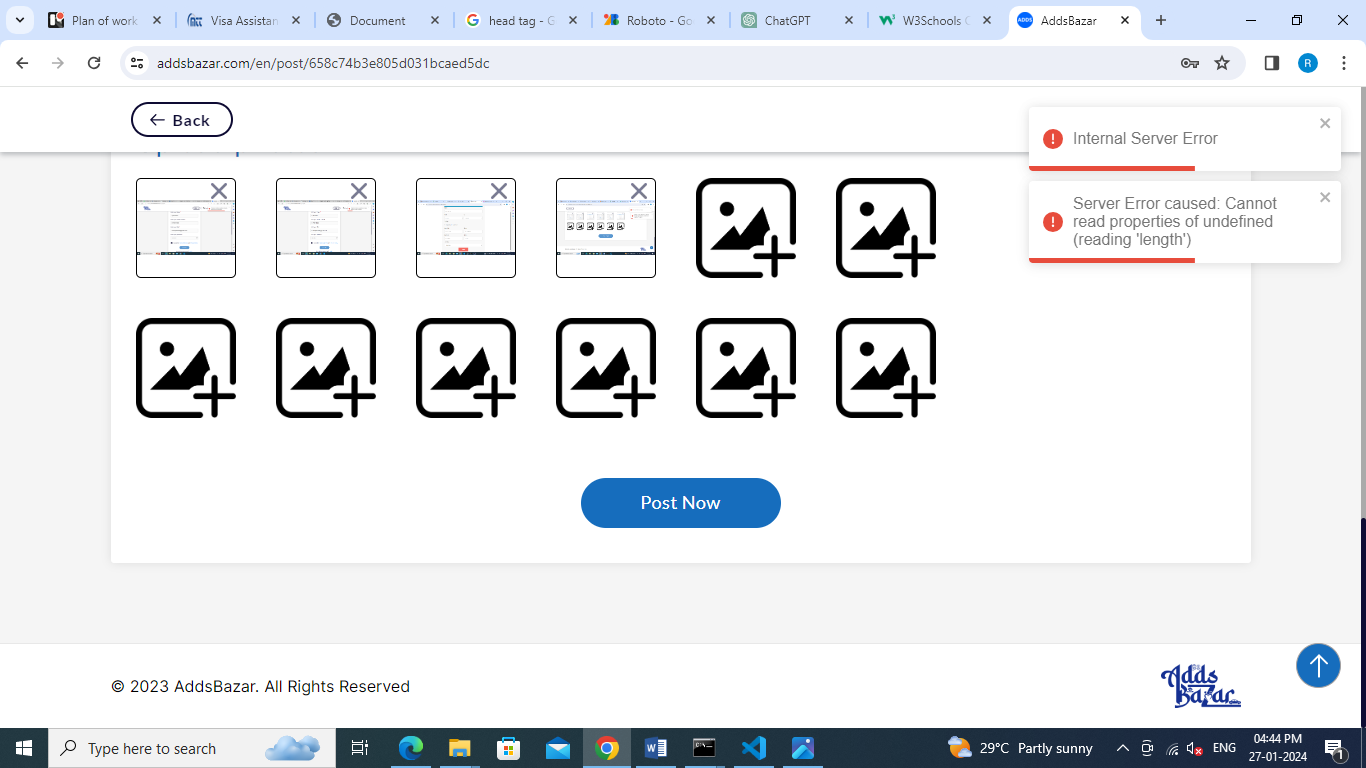 Plan of work
Visa Assistan
Document
head tag - G
Roboto - Go
ChatGPT
W3Schools
ADDS
AddsBazar
addsbazar.com/en/post/658c74b3e805d031bcaed5dc
R
Back
Internal Server Error
Server Error caused: Cannot
read properties of undefined
(reading 'length')
Post Now
© 2023 AddsBazar. All Rights Reserved
Adds
Bazar
Type here to search
29°C Partly sunny
ENG
04:44 PM
27-01-2024
1